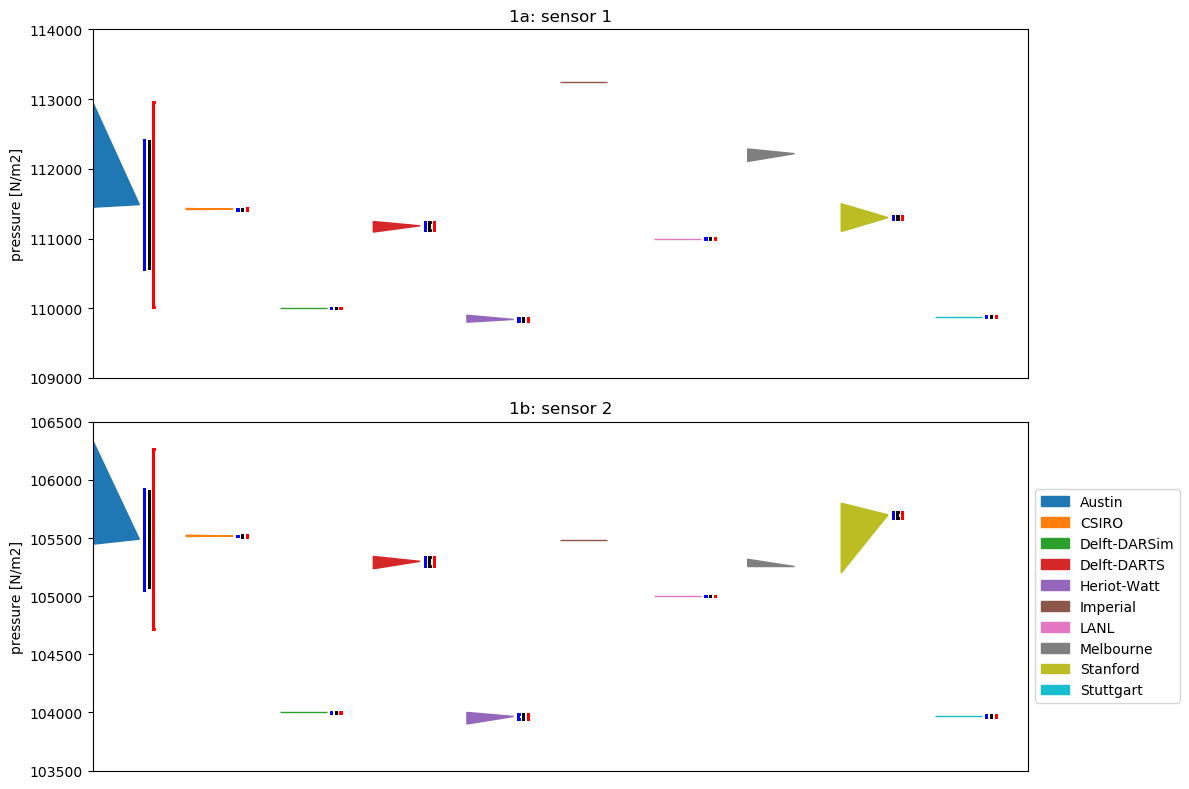 1a: sensor 1
114000
113000
112000
111000
110000
109000
pressure [N/m2]
1b: sensor 2
106500
106000
105500
105000
104500
104000
103500
pressure [N/m2]
Austin
CSIRO
Delft-DARSim
Delft-DARTS
Heriot-Watt
Imperial
LANL
Melbourne
Stanford
Stuttgart